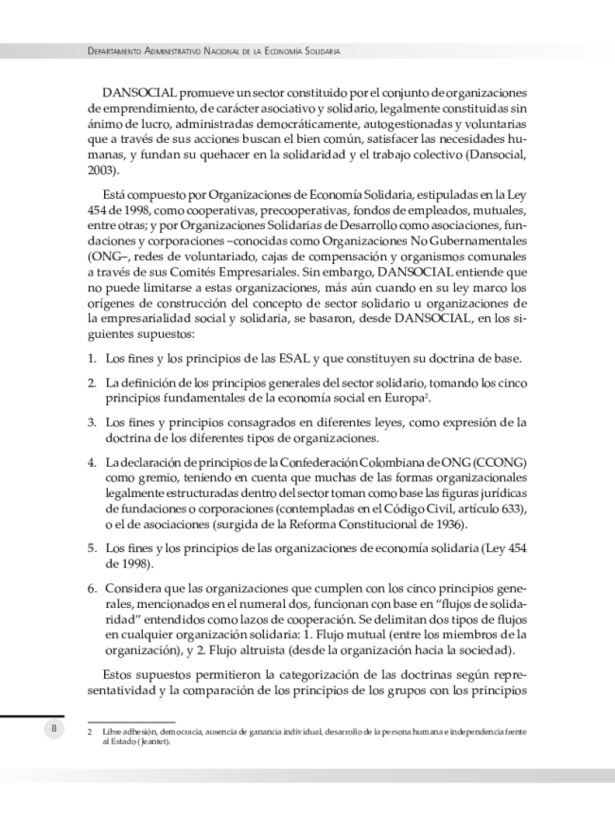 Departamento Administrativo Nacional de la Economía Solidaria
DANSOCIAL promueve un sector constituido por el conjunto de organizaciones
de emprendimiento, de carácter asociativo y solidario, legalmente constituidas sin
ánimo de lucro, administradas democráticamente, autogestionadas y voluntarias
que a través de sus acciones buscan el bien común, satisfacer las necesidades hu-
manas, y fundan su quehacer en la solidaridad y el trabajo colectivo (Dansocial,
2003).
Está compuesto por Organizaciones de Economía Solidaria, estipuladas en la Ley
454 de 1998, como cooperativas, precooperativas, fondos de empleados, mutuales,
entre otras; y por Organizaciones Solidarias de Desarrollo como asociaciones, fun-
daciones y corporaciones –conocidas como Organizaciones No Gubernamentales
(ONG–, redes de voluntariado, cajas de compensación y organismos comunales
a través de sus Comités Empresariales. Sin embargo, DANSOCIAL entiende que
no puede limitarse a estas organizaciones, más aún cuando en su ley marco los
orígenes de construcción del concepto de sector solidario u organizaciones de
la empresarialidad social y solidaria, se basaron, desde DANSOCIAL, en los si-
guientes supuestos:
1. Los fines y los principios de las ESAL y que constituyen su doctrina de base.
2. La definición de los principios generales del sector solidario, tomando los cinco
principios fundamentales de la economía social en Europa².
3. Los fines y principios consagrados en diferentes leyes, como expresión de la
doctrina de los diferentes tipos de organizaciones.
4. La declaración de principios de la Confederación Colombiana de ONG (CCONG)
como gremio, teniendo en cuenta que muchas de las formas organizacionales
legalmente estructuradas dentro del sector toman como base las figuras jurídicas
de fundaciones o corporaciones (contempladas en el Código Civil, artículo 633),
o el de asociaciones (surgida de la Reforma Constitucional de 1936).
5. Los fines y los principios de las organizaciones de economía solidaria (Ley 454
de 1998).
6. Considera que las organizaciones que cumplen con los cinco principios gene-
rales, mencionados en el numeral dos, funcionan con base en “flujos de solida-
ridad” entendidos como lazos de cooperación. Se delimitan dos tipos de flujos
en cualquier organización solidaria: 1. Flujo mutual (entre los miembros de la
organización), y 2. Flujo altruista (desde la organización hacia la sociedad).
Estos supuestos permitieron la categorización de las doctrinas según repre-
sentatividad y la comparación de los principios de los grupos con los principios
8
2 Libre adhesión, democracia, ausencia de ganancia individual, desarrollo de la persona humana e independencia frente
al Estado (Jeantet).